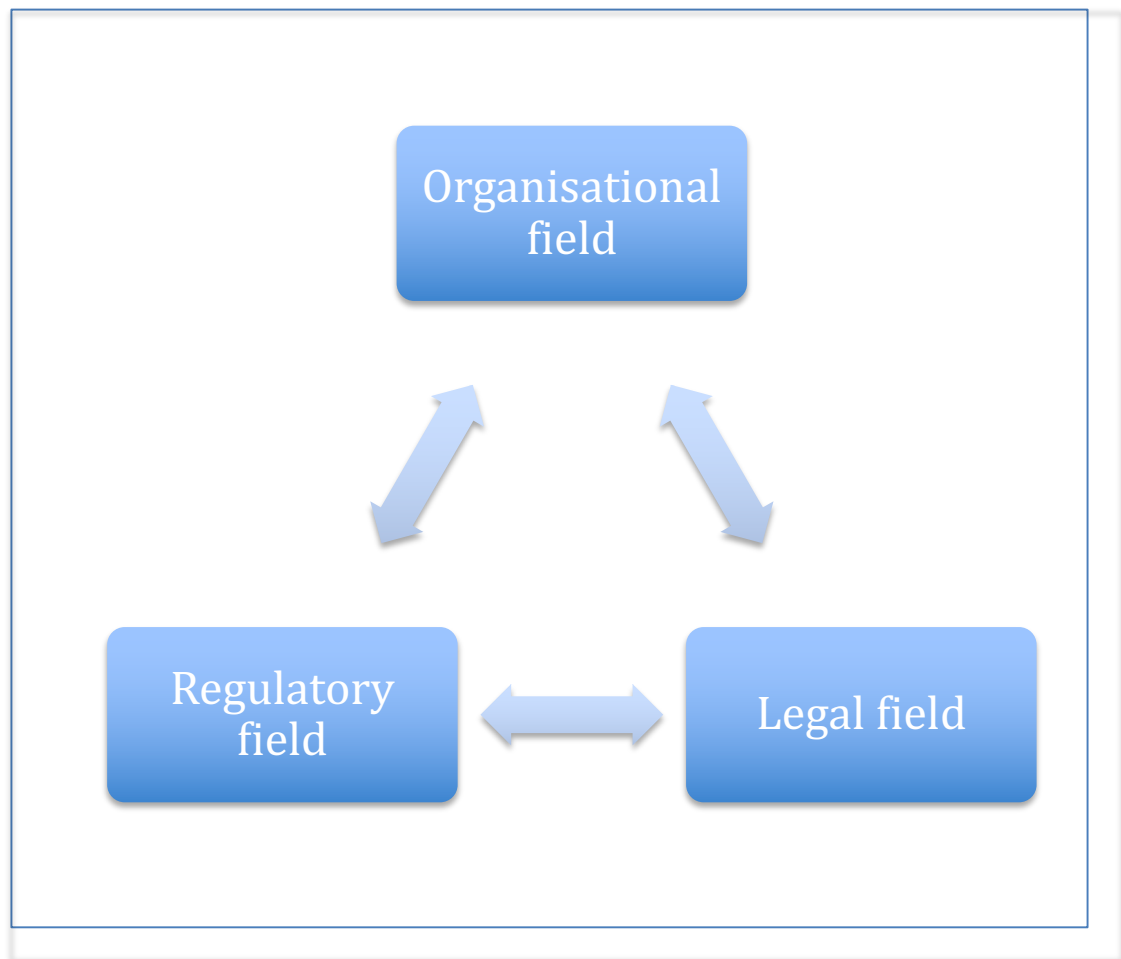 Organisational
field
Regulatory
field
Legal field